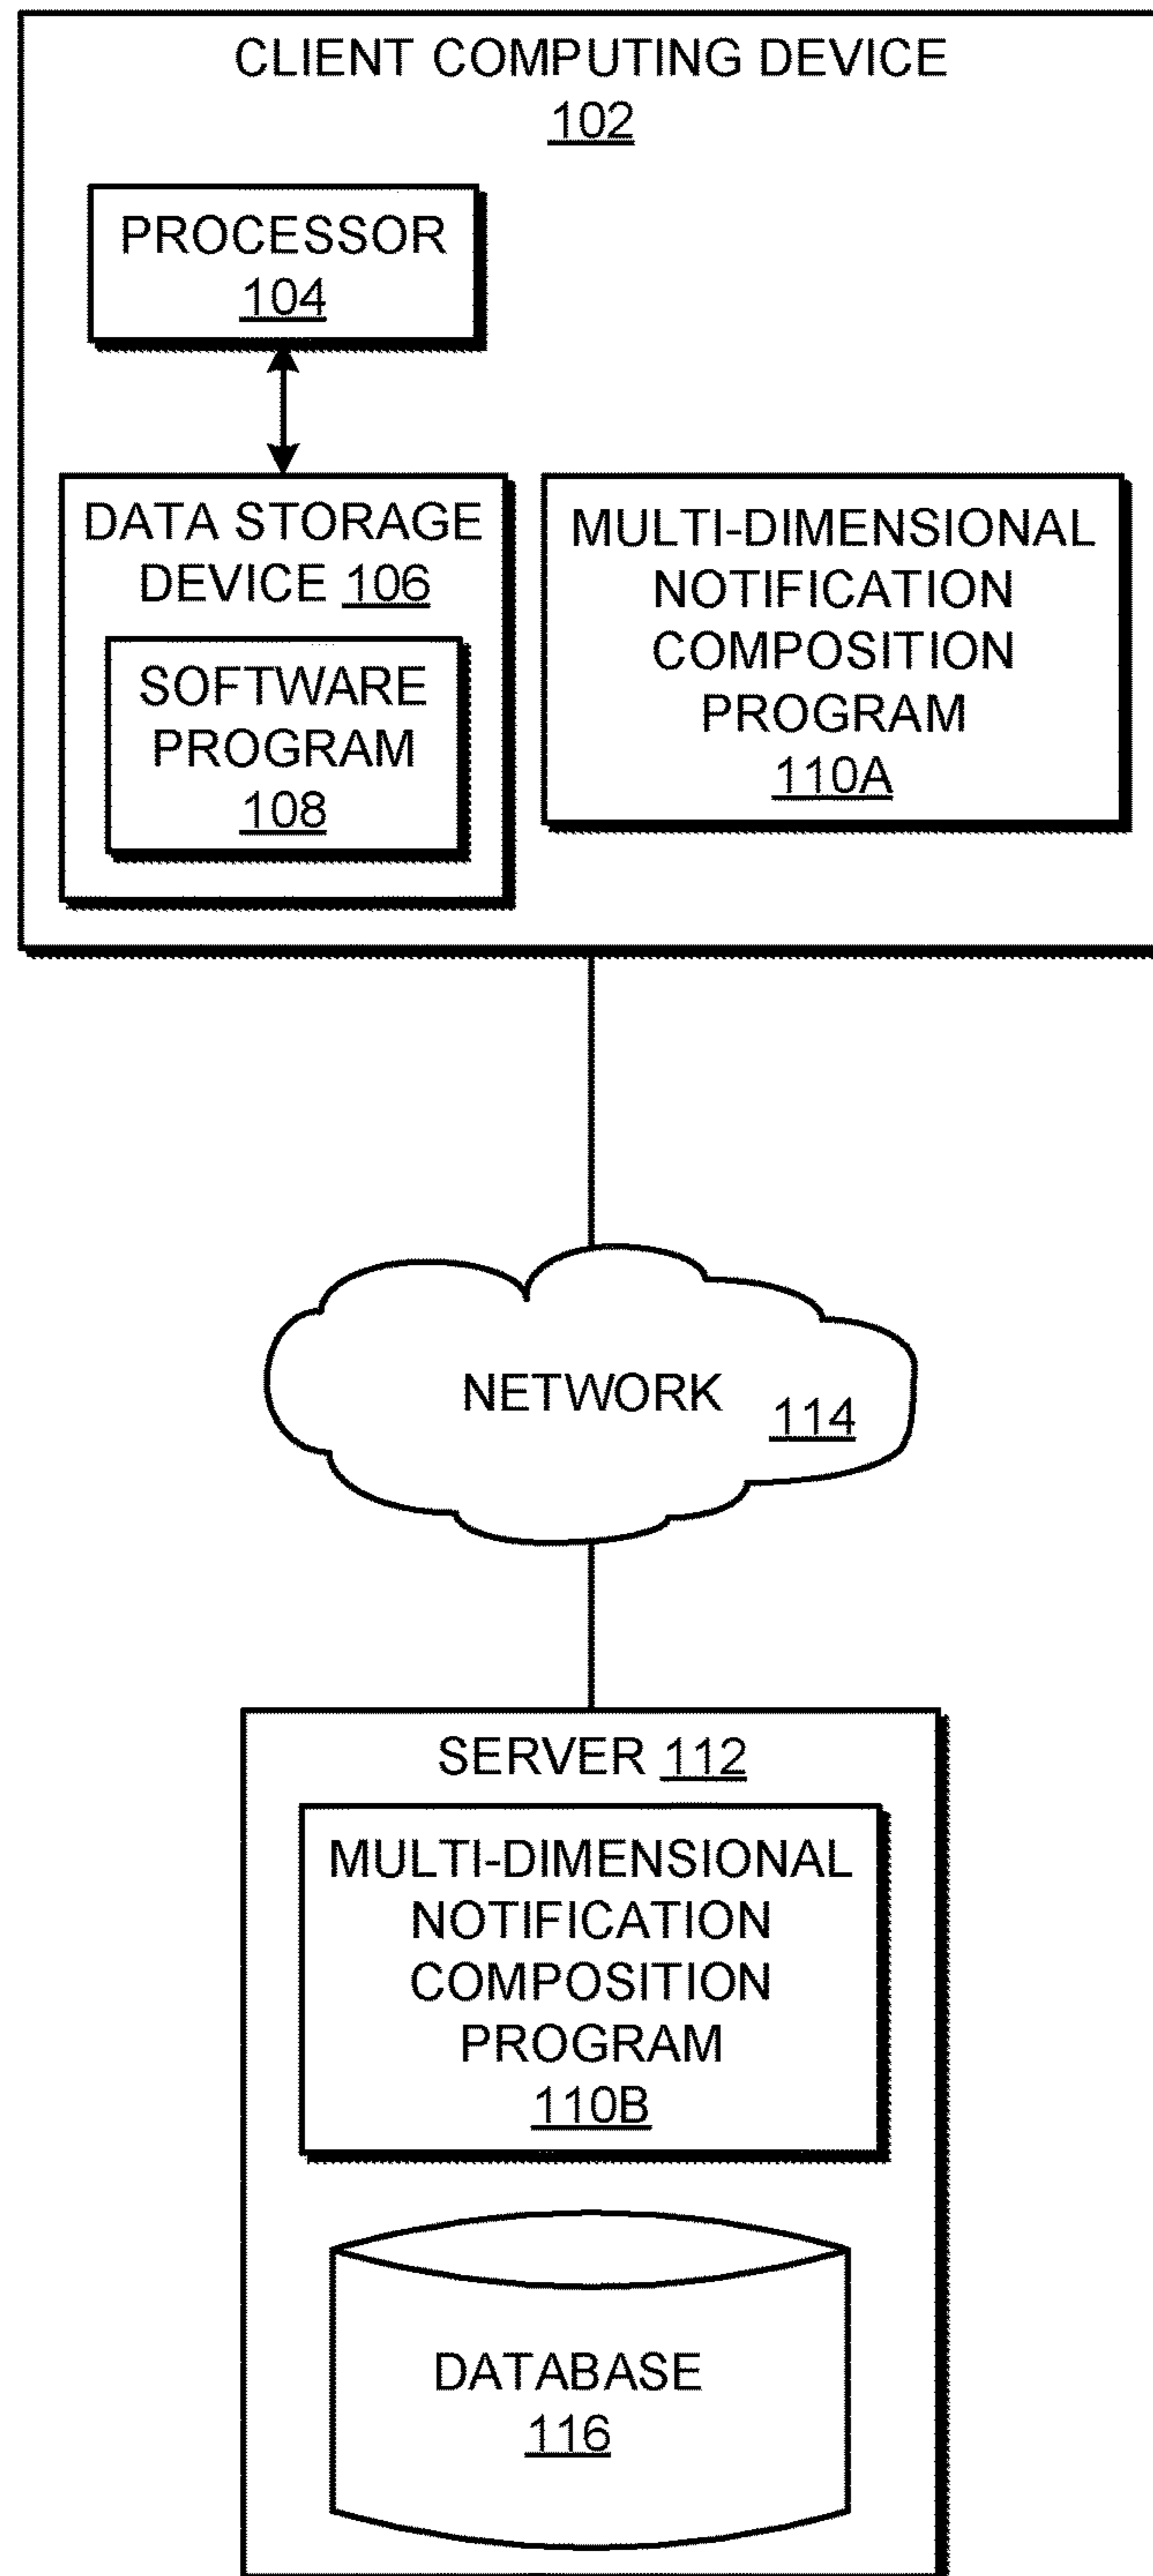 CLIENT COMPUTING DEVICE
102
PROCESSOR
104
DATA STORAGE
DEVICE 106
SOFTWARE
PROGRAM
108
MULTI-DIMENSIONAL
NOTIFICATION
COMPOSITION
PROGRAM
110A
NETWORK 114
SERVER 112
MULTI-DIMENSIONAL
NOTIFICATION
COMPOSITION
PROGRAM
110B
DATABASE
116